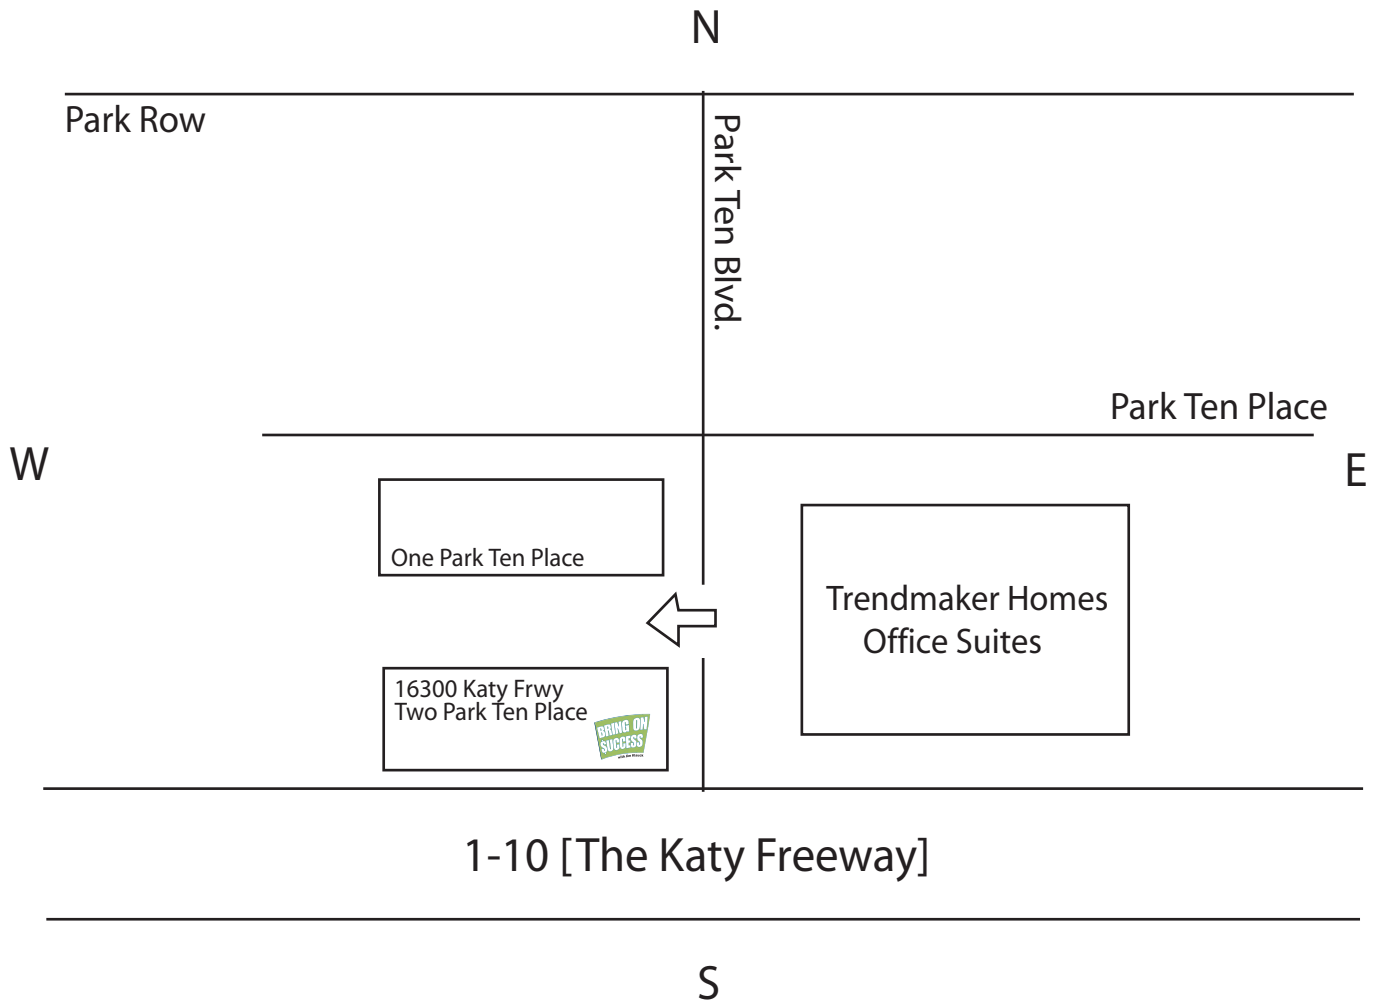 N
Park Row
Park Ten Blvd.
Park Ten Place
W
E
One Park Ten Place
Trendmaker Homes
Office Suites
16300 Katy Frwy
Two Park Ten Place
BRING ON
SUCCESS
1-10 [The Katy Freeway]
S